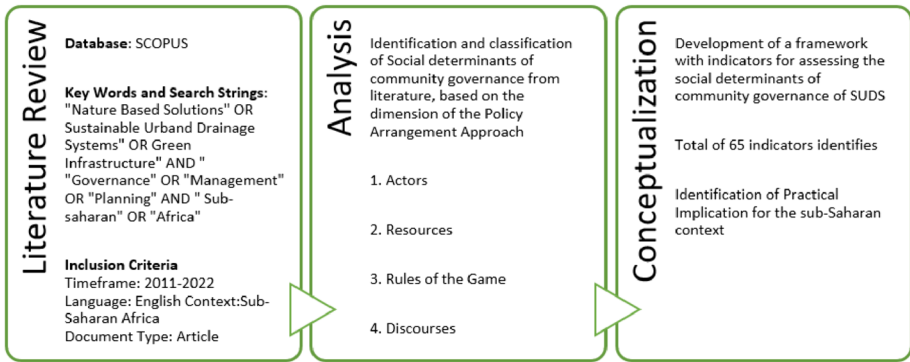 Literature Review
Database: SCOPUS
Key Words and Search Strings:
"Nature Based Solutions" OR
Sustainable Urband Drainage
Systems" OR Green
Infrastructure" AND "
"Governance" OR "Management"
OR "Planning" AND " Sub-
saharan" OR "Africa"
Inclusion Criteria
Timeframe: 2011-2022
Language: English Context:Sub-
Saharan Africa
Document Type: Article
Analysis
Identification and classification
of Social determinants of
community governance from
literature, based on the
dimension of the Policy
Arrangement Approach
1. Actors
2. Resources
3. Rules of the Game
4. Discourses
Conceptualization
Development of a framework
with indicators for assessing the
social determinants of
community governance of SUDS
Total of 65 indicators identifies
Identification of Practical
Implication for the sub-Saharan
context